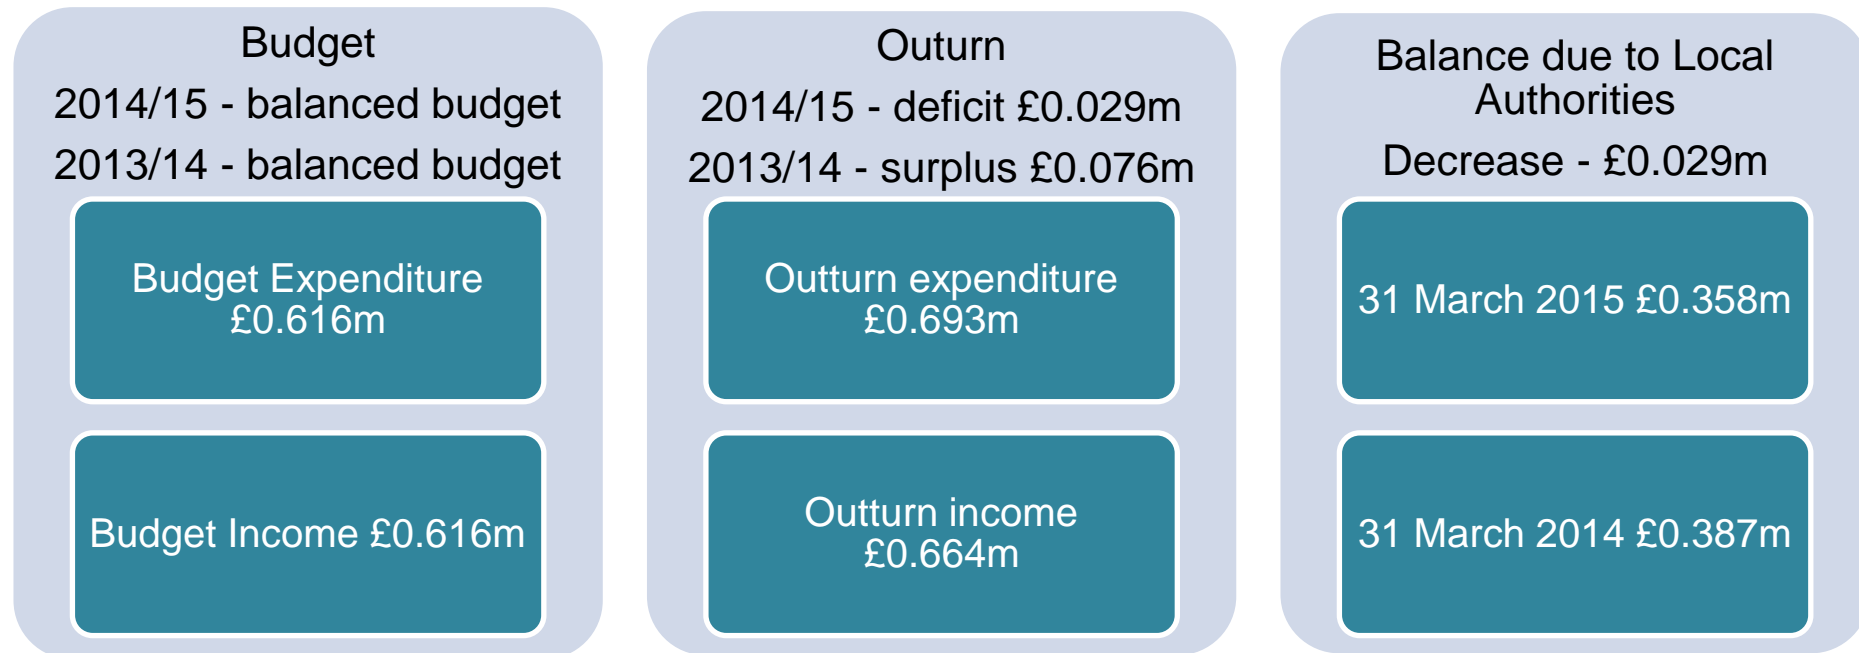 Budget
2014/15 - balanced budget
2013/14 - balanced budget
Budget Expenditure
£0.616m
Budget Income £0.616m
Outurn
2014/15 - deficit £0.029m
2013/14 - surplus £0.076m
Outturn expenditure
£0.693m
Outturn income
£0.664m
Balance due to Local
Authorities
Decrease - £0.029m
31 March 2015 £0.358m
31 March 2014 £0.387m